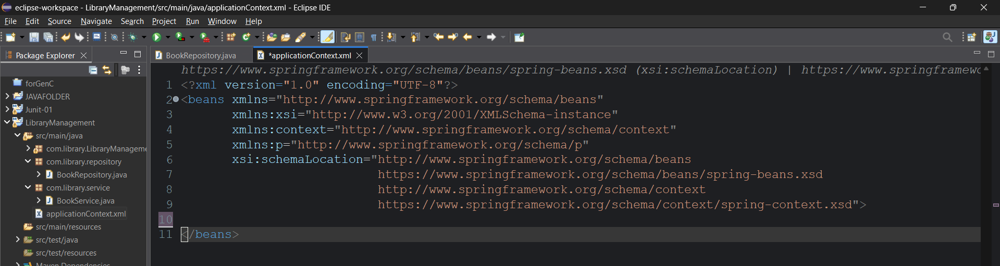 eclipse-workspace - LibraryManagement/src/main/java/applicationContext.xml - Eclipse IDE
File Edit Source Navigate Search Project Run Window Help
Package Explorer
BookRepository.java
*applicationContext.xml
forGenC
JAVAFOLDER
Junit-01
LibraryManagement
src/main/java
com.library.LibraryManageme
com.library.repository
BookRepository.java
com.library.service
BookService.java
applicationContext.xml
src/main/resources
src/test/java
src/test/resources
Maven Dependencies
https://www.springframework.org/schema/beans/spring-beans.xsd (xsi:schemaLocation) | https://www.springframewo
1 <?xml version="1.0" encoding="UTF-8"?>
2 <beans xmlns="http://www.springframework.org/schema/beans"
3 xmlns:xsi="http://www.w3.org/2001/XMLSchema-instance"
4 xmlns:context="http://www.springframework.org/schema/context"
5 xmlns:p="http://www.springframework.org/schema/p"
6 xsi:schemaLocation="http://www.springframework.org/schema/beans
7 https://www.springframework.org/schema/beans/spring-beans.xsd
8 http://www.springframework.org/schema/context
9 https://www.springframework.org/schema/context/spring-context.xsd">
10
11 </beans>